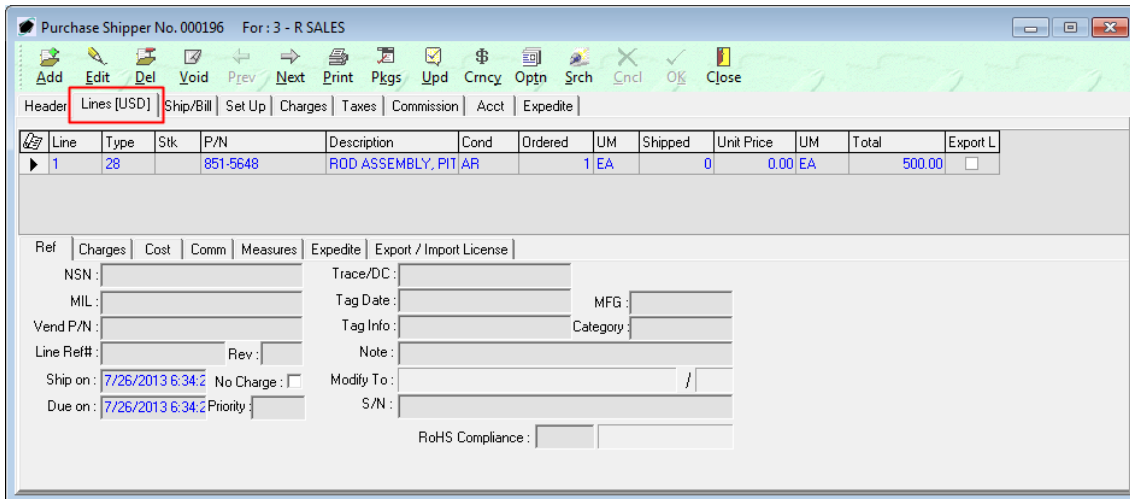 Purchase Shipper No. 000196 For : 3 - R SALES
Add Edit Del Void Prev Next Print Pkgs Upd Crncy Optn Srch Cncl OK Close
Header Lines [USD] Ship/Bill Set Up Charges Taxes Commission Acct Expedite
Line Type Stk P/N Description Cond Ordered UM Shipped Unit Price UM Total Export L
1 28 851-5648 ROD ASSEMBLY, PIT AR 1 EA 0 0.00 EA 500.00
Ref Charges Cost Comm Measures Expedite Export / Import License
NSN : Trace/DC :
MIL : Tag Date : MFG :
Vend P/N : Tag Info : Category :
Line Ref# : Rev : Note :
Ship on : 7/26/2013 6:34:2 No Charge : Modify To : /
Due on : 7/26/2013 6:34:2 Priority : S/N :
RoHS Compliance :